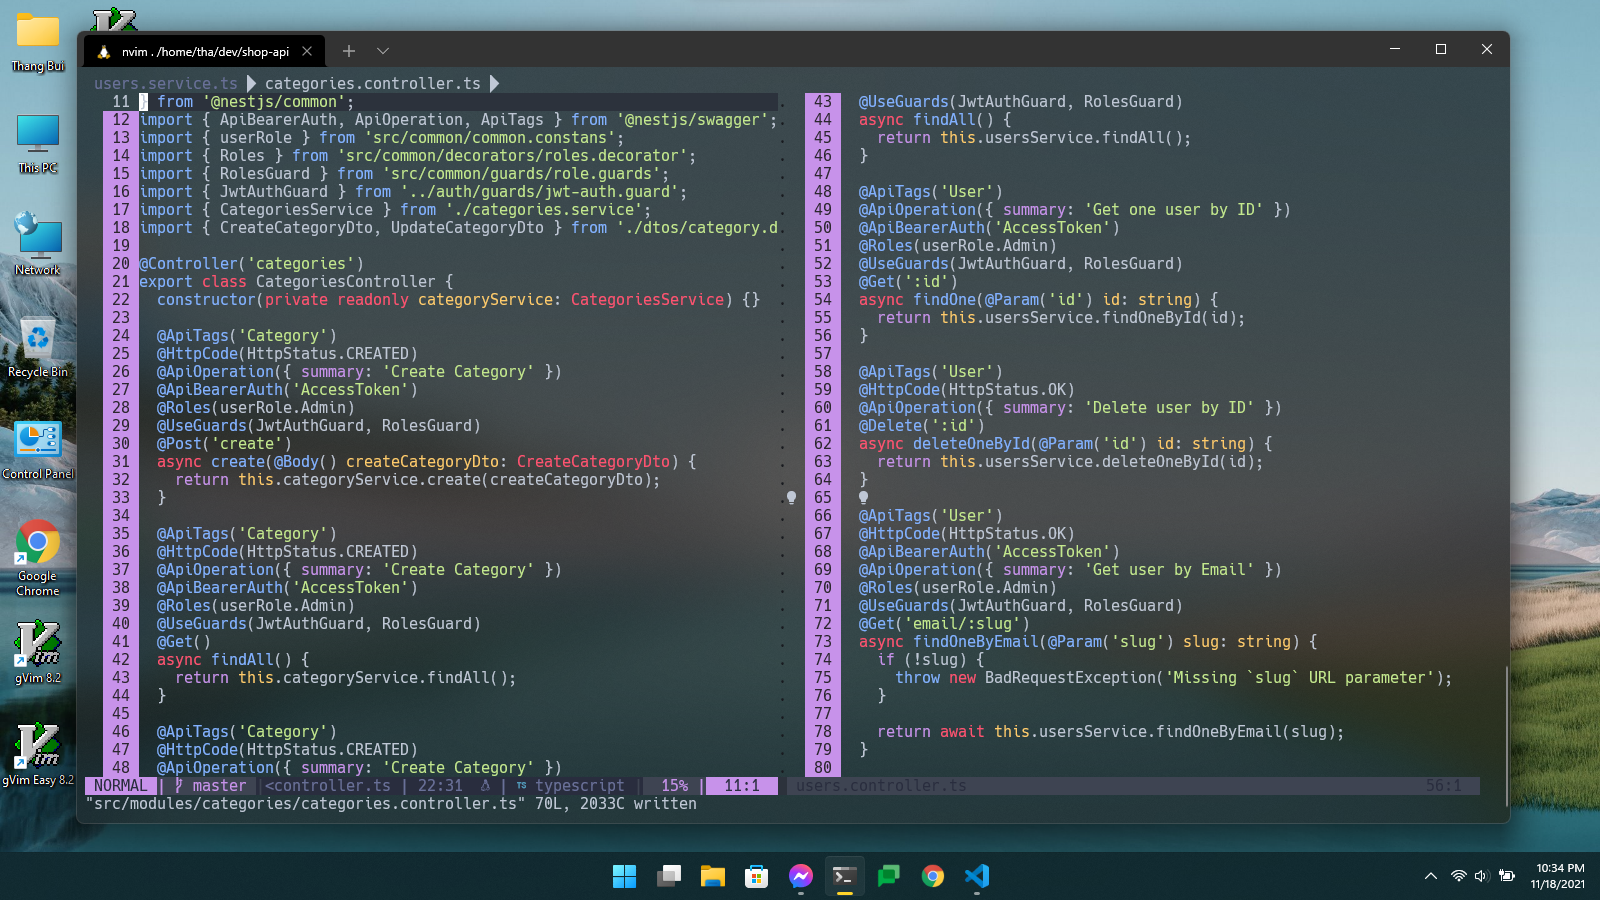 Thang Bui
This PC
Network
Recycle Bin
Control Panel
Google
Chrome
gVim 8.2
gVim Easy 8.2
nvim . /home/tha/dev/shop-api
users.service.ts categories.controller.ts
11 } from '@nestjs/common';
12 import { ApiBearerAuth, ApiOperation, ApiTags } from '@nestjs/swagger';
13 import { userRole } from 'src/common/common.constans';
14 import { Roles } from 'src/common/decorators/roles.decorator';
15 import { RolesGuard } from 'src/common/guards/role.guards';
16 import { JwtAuthGuard } from '../auth/guards/jwt-auth.guard';
17 import { CategoriesService } from './categories.service';
18 import { CreateCategoryDto, UpdateCategoryDto } from './dtos/category.d
19
20 @Controller('categories')
21 export class CategoriesController {
22 constructor(private readonly categoryService: CategoriesService) {}
23
24 @ApiTags('Category')
25 @HttpCode(HttpStatus.CREATED)
26 @ApiOperation({ summary: 'Create Category' })
27 @ApiBearerAuth('AccessToken')
28 @Roles(userRole.Admin)
29 @UseGuards(JwtAuthGuard, RolesGuard)
30 @Post('create')
31 async create(@Body() createCategoryDto: CreateCategoryDto) {
32 return this.categoryService.create(createCategoryDto);
33 }
34
35 @ApiTags('Category')
36 @HttpCode(HttpStatus.CREATED)
37 @ApiOperation({ summary: 'Create Category' })
38 @ApiBearerAuth('AccessToken')
39 @Roles(userRole.Admin)
40 @UseGuards(JwtAuthGuard, RolesGuard)
41 @Get()
42 async findAll() {
43 return this.categoryService.findAll();
44 }
45
46 @ApiTags('Category')
47 @HttpCode(HttpStatus.CREATED)
48 @ApiOperation({ summary: 'Create Category' })
43 @UseGuards(JwtAuthGuard, RolesGuard)
44 async findAll() {
45 return this.usersService.findAll();
46 }
47
48 @ApiTags('User')
49 @ApiOperation({ summary: 'Get one user by ID' })
50 @ApiBearerAuth('AccessToken')
51 @Roles(userRole.Admin)
52 @UseGuards(JwtAuthGuard, RolesGuard)
53 @Get(':id')
54 async findOne(@Param('id') id: string) {
55 return this.usersService.findOneById(id);
56 }
57
58 @ApiTags('User')
59 @HttpCode(HttpStatus.OK)
60 @ApiOperation({ summary: 'Delete user by ID' })
61 @Delete(':id')
62 async deleteOneById(@Param('id') id: string) {
63 return this.usersService.deleteOneById(id);
64 }
65
66 @ApiTags('User')
67 @HttpCode(HttpStatus.OK)
68 @ApiBearerAuth('AccessToken')
69 @ApiOperation({ summary: 'Get user by Email' })
70 @Roles(userRole.Admin)
71 @UseGuards(JwtAuthGuard, RolesGuard)
72 @Get('email/:slug')
73 async findOneByEmail(@Param('slug') slug: string) {
74 if (!slug) {
75 throw new BadRequestException('Missing `slug` URL parameter');
76 }
77
78 return await this.usersService.findOneByEmail(slug);
79 }
80
NORMAL | master |<controller.ts | 22:31 | TS typescript | 15% | 11:1
users.controller.ts 56:1
"src/modules/categories/categories.controller.ts" 70L, 2033C written
10:34 PM
11/18/2021